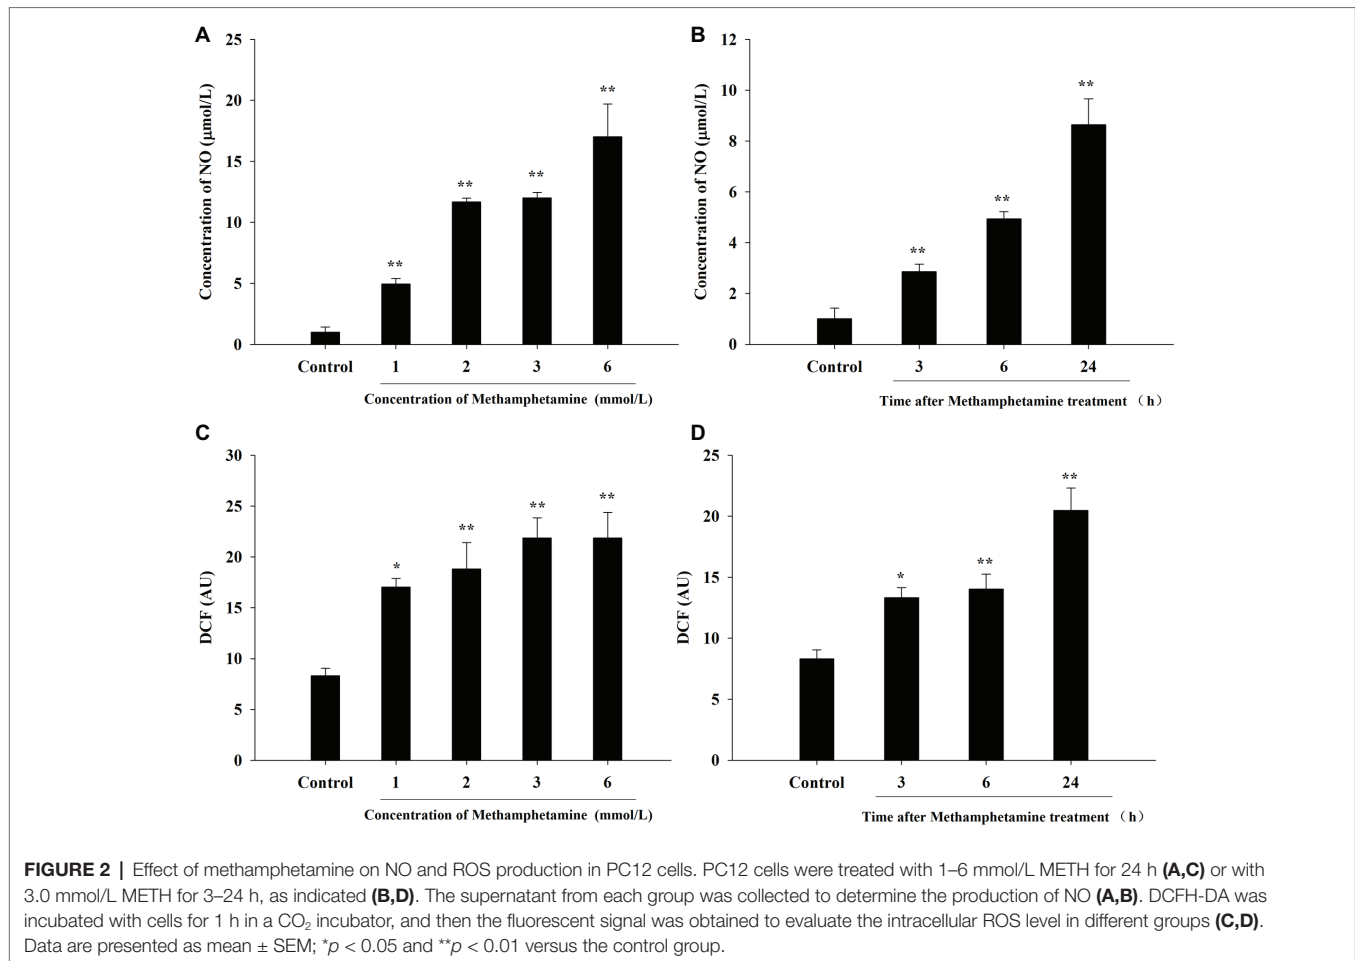 A
Concentration of NO (µmol/L)
25
20
15
10
5
0
** ** ** **
Control 1 2 3 6
Concentration of Methamphetamine (mmol/L)
B
Concentration of NO (µmol/L)
12
10
8
6
4
2
0
** ** **
Control 3 6 24
Time after Methamphetamine treatment（h）
C
DCF (AU)
30
25
20
15
10
5
0
* ** ** **
Control 1 2 3 6
Concentration of Methamphetamine (mmol/L)
D
DCF (AU)
25
20
15
10
5
0
* ** **
Control 3 6 24
Time after Methamphetamine treatment（h）
FIGURE 2 | Effect of methamphetamine on NO and ROS production in PC12 cells. PC12 cells were treated with 1–6 mmol/L METH for 24 h (A,C) or with
3.0 mmol/L METH for 3–24 h, as indicated (B,D). The supernatant from each group was collected to determine the production of NO (A,B). DCFH-DA was
incubated with cells for 1 h in a CO₂ incubator, and then the fluorescent signal was obtained to evaluate the intracellular ROS level in different groups (C,D).
Data are presented as mean ± SEM; *p < 0.05 and **p < 0.01 versus the control group.